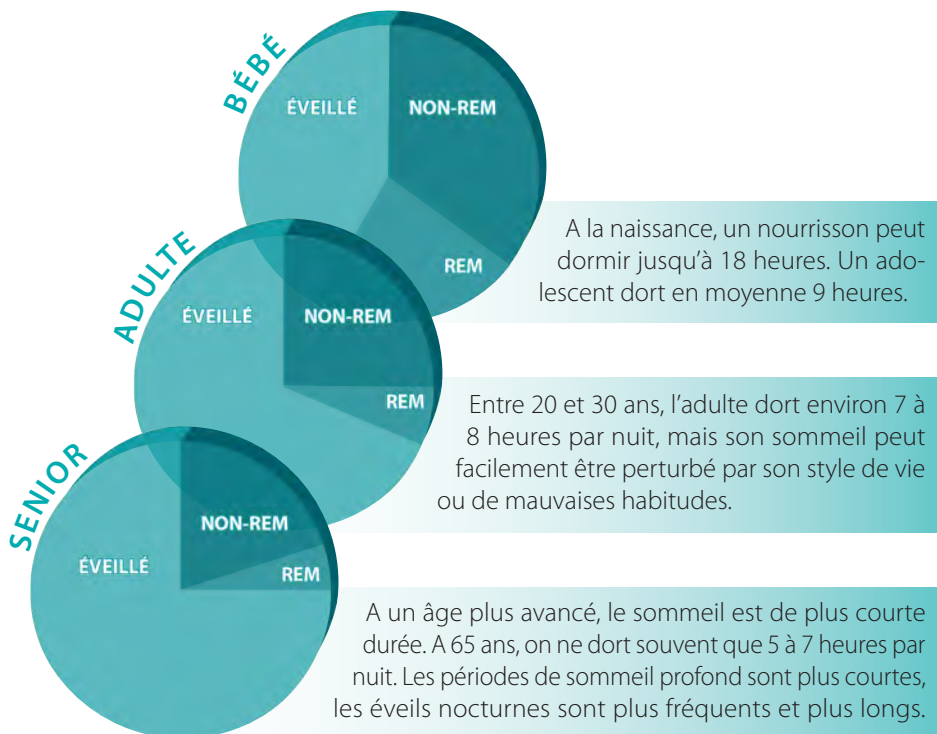 BÉBÉ
ÉVEILLÉ
NON-REM
REM
A la naissance, un nourrisson peut
dormir jusqu'à 18 heures. Un ado-
lescent dort en moyenne 9 heures.
ADULTE
ÉVEILLÉ
NON-REM
REM
Entre 20 et 30 ans, l'adulte dort environ 7 à
8 heures par nuit, mais son sommeil peut
facilement être perturbé par son style de vie
ou de mauvaises habitudes.
SENIOR
ÉVEILLÉ
NON-REM
REM
A un âge plus avancé, le sommeil est de plus courte
durée. A 65 ans, on ne dort souvent que 5 à 7 heures par
nuit. Les périodes de sommeil profond sont plus courtes,
les éveils nocturnes sont plus fréquents et plus longs.